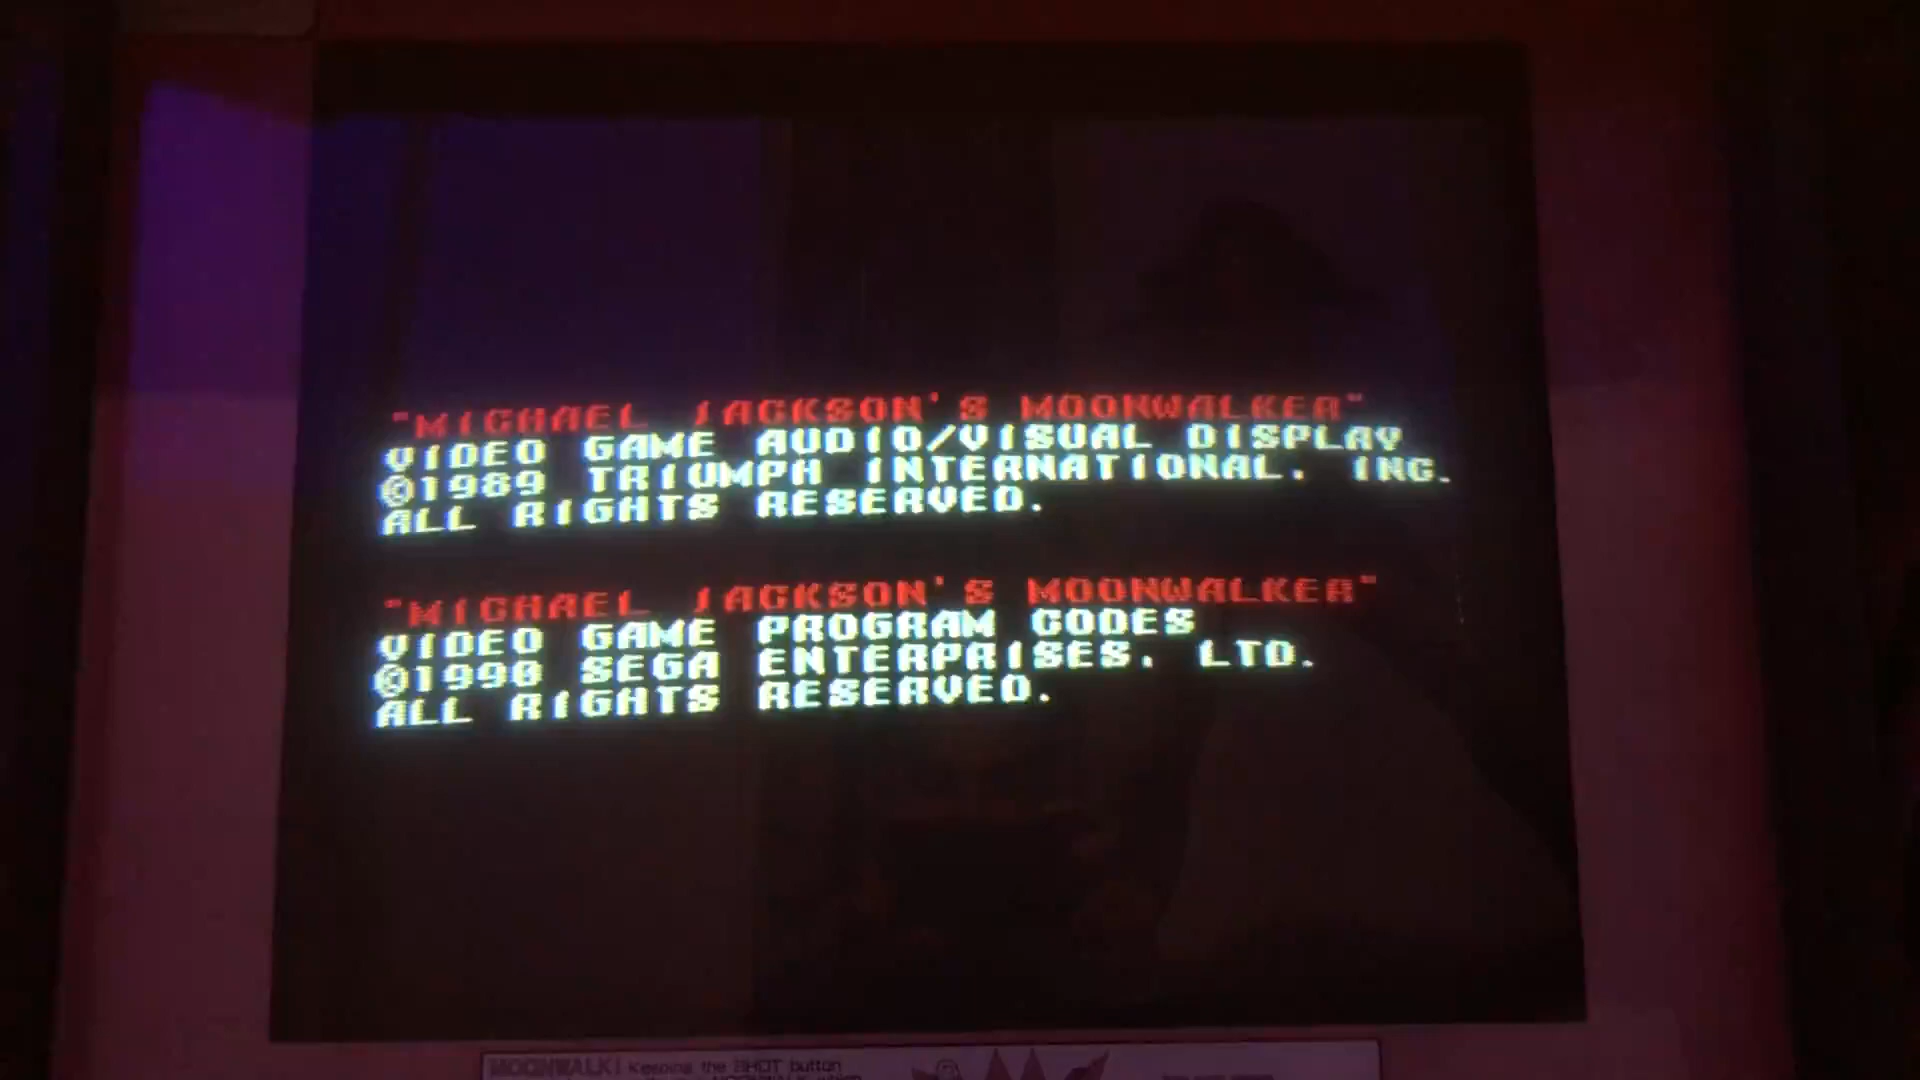 "MICHAEL JACKSON'S MOONWALKER"
VIDEO GAME AUDIO/VISUAL DISPLAY
©1989 TRIUMPH INTERNATIONAL, INC.
ALL RIGHTS RESERVED.
"MICHAEL JACKSON'S MOONWALKER"
VIDEO GAME PROGRAM CODES
©1990 SEGA ENTERPRISES, LTD.
ALL RIGHTS RESERVED.
MOONWALK! Keeping the SHOT button